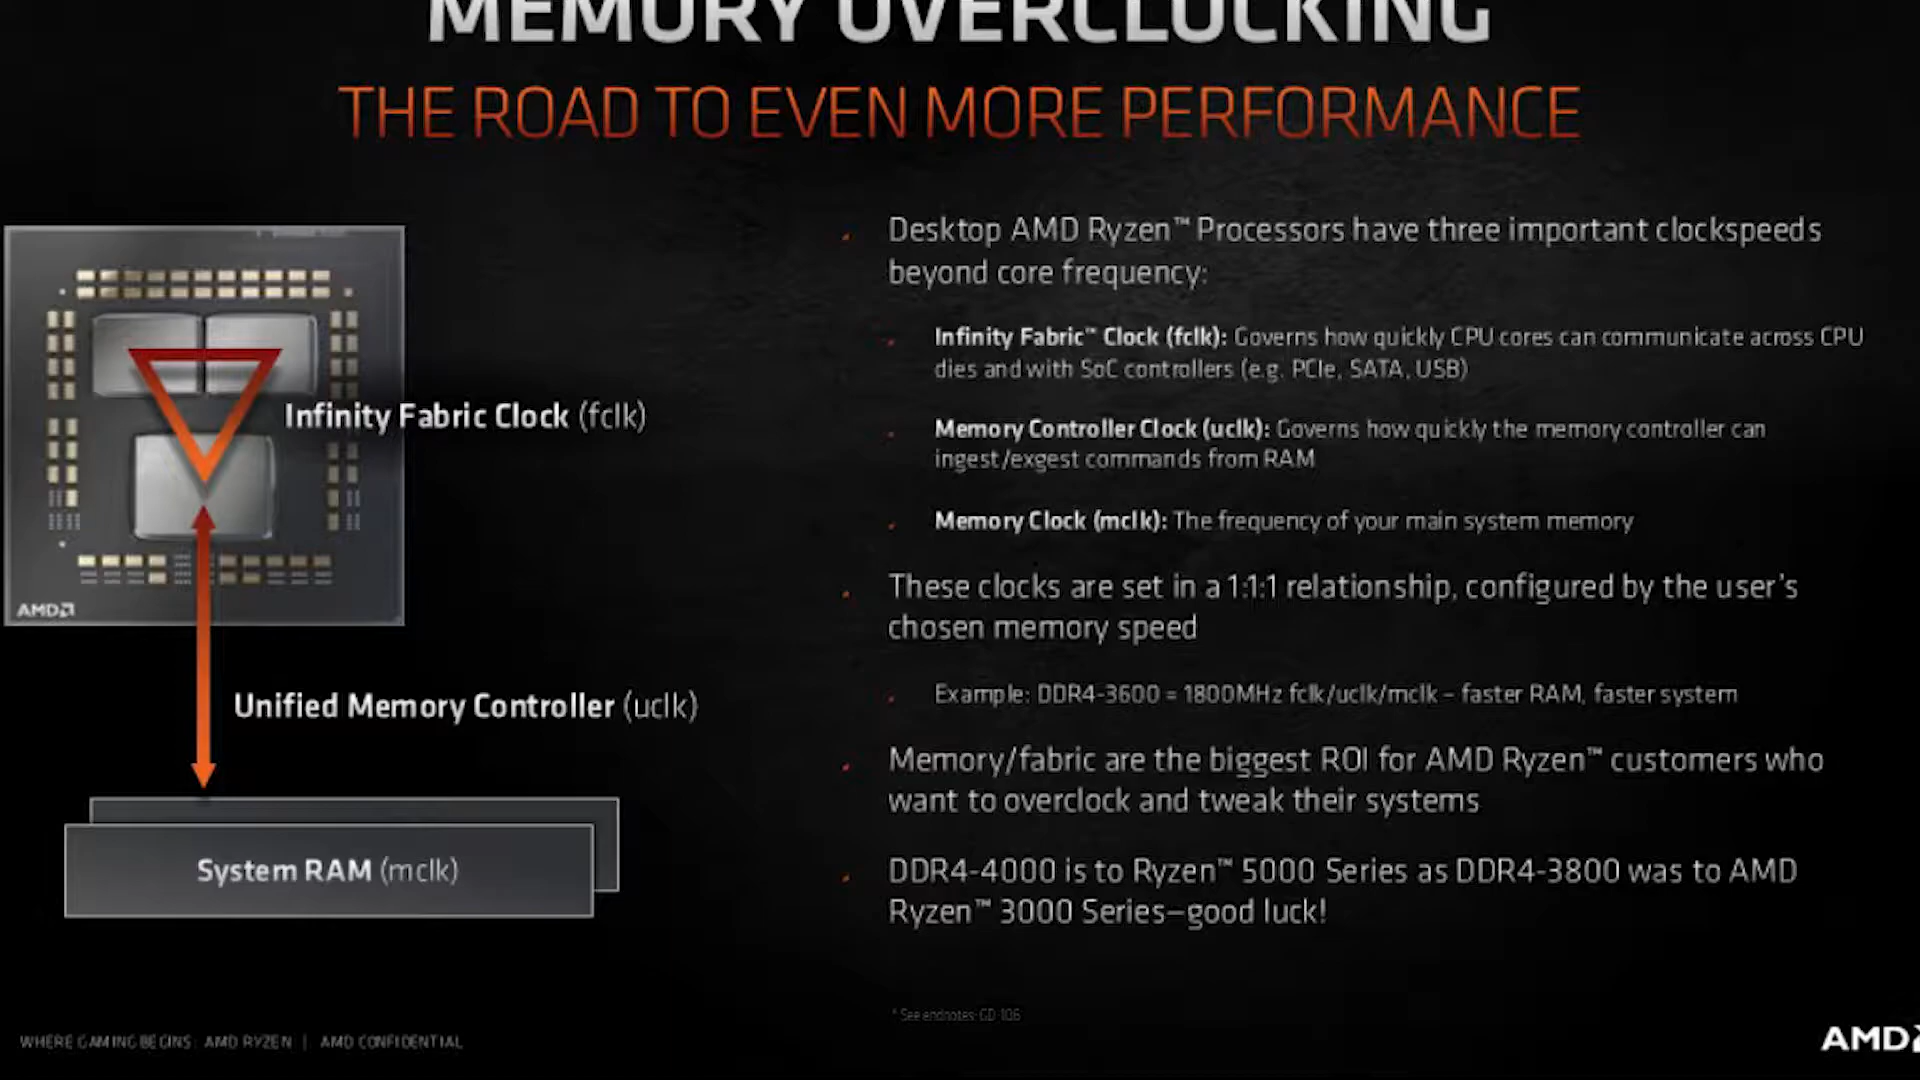 MEMORY OVERCLOCKING
THE ROAD TO EVEN MORE PERFORMANCE
Desktop AMD Ryzen™ Processors have three important clockspeeds
beyond core frequency:
Infinity Fabric™ Clock (fclk): Governs how quickly CPU cores can communicate across CPU
dies and with SoC controllers (e.g. PCIe, SATA, USB)
Memory Controller Clock (uclk): Governs how quickly the memory controller can
ingest/exgest commands from RAM
Memory Clock (mclk): The frequency of your main system memory
These clocks are set in a 1:1:1 relationship, configured by the user's
chosen memory speed
Example: DDR4-3600 = 1800MHz fclk/uclk/mclk – faster RAM, faster system
Memory/fabric are the biggest ROI for AMD Ryzen™ customers who
want to overclock and tweak their systems
DDR4-4000 is to Ryzen™ 5000 Series as DDR4-3800 was to AMD
Ryzen™ 3000 Series—good luck!
Infinity Fabric Clock (fclk)
AMD
Unified Memory Controller (uclk)
System RAM (mclk)
* See endnotes: GD-106
WHERE GAMING BEGINS AMD RYZEN | AMD CONFIDENTIAL
AMD